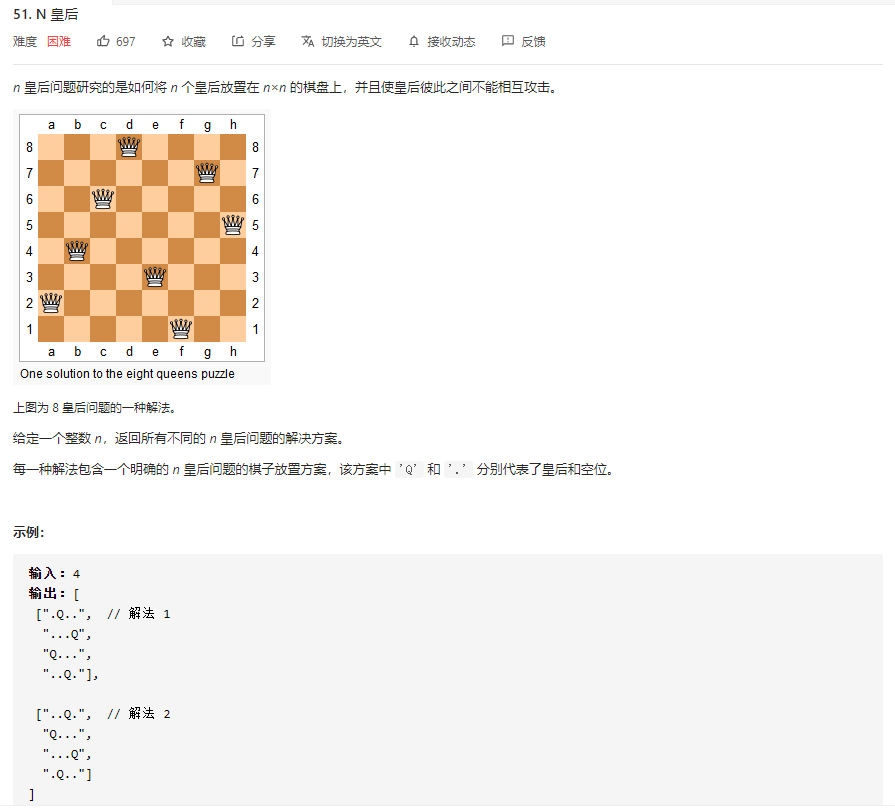 51. N 皇后
难度 困难 697 收藏 分享 切换为英文 接收动态 反馈
n 皇后问题研究的是如何将 n 个皇后放置在 n×n 的棋盘上，并且使皇后彼此之间不能相互攻击。
a b c d e f g h
8 8
7 7
6 6
5 5
4 4
3 3
2 2
1 1
a b c d e f g h
One solution to the eight queens puzzle
上图为 8 皇后问题的一种解法。
给定一个整数 n，返回所有不同的 n 皇后问题的解决方案。
每一种解法包含一个明确的 n 皇后问题的棋子放置方案，该方案中 'Q' 和 '.' 分别代表了皇后和空位。
示例：
输入：4
输出：[
[".Q..", // 解法 1
"...Q",
"Q...",
"..Q."],
["..Q.", // 解法 2
"Q...",
"...Q",
".Q.."]
]